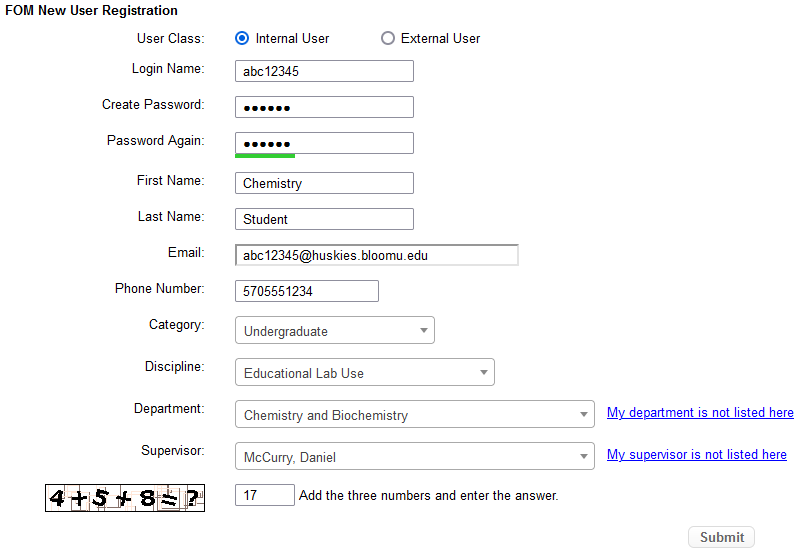 FOM New User Registration
User Class: Internal User External User
Login Name: abc12345
Create Password: ●●●●●●
Password Again: ●●●●●●
First Name: Chemistry
Last Name: Student
Email: abc12345@huskies.bloomu.edu
Phone Number: 5705551234
Category: Undergraduate
Discipline: Educational Lab Use
Department: Chemistry and Biochemistry My department is not listed here
Supervisor: McCurry, Daniel My supervisor is not listed here
4+5+8=? 17 Add the three numbers and enter the answer.
Submit